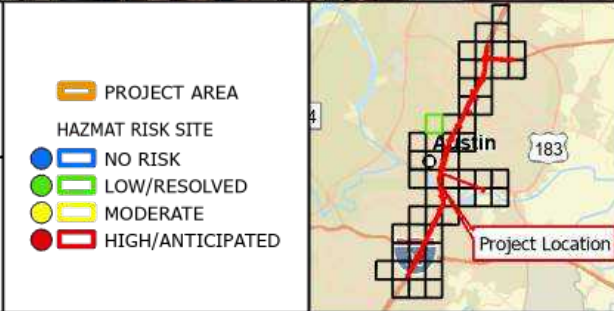 PROJECT AREA
HAZMAT RISK SITE
NO RISK
LOW/RESOLVED
MODERATE
HIGH/ANTICIPATED
4
Austin
183
Project Location